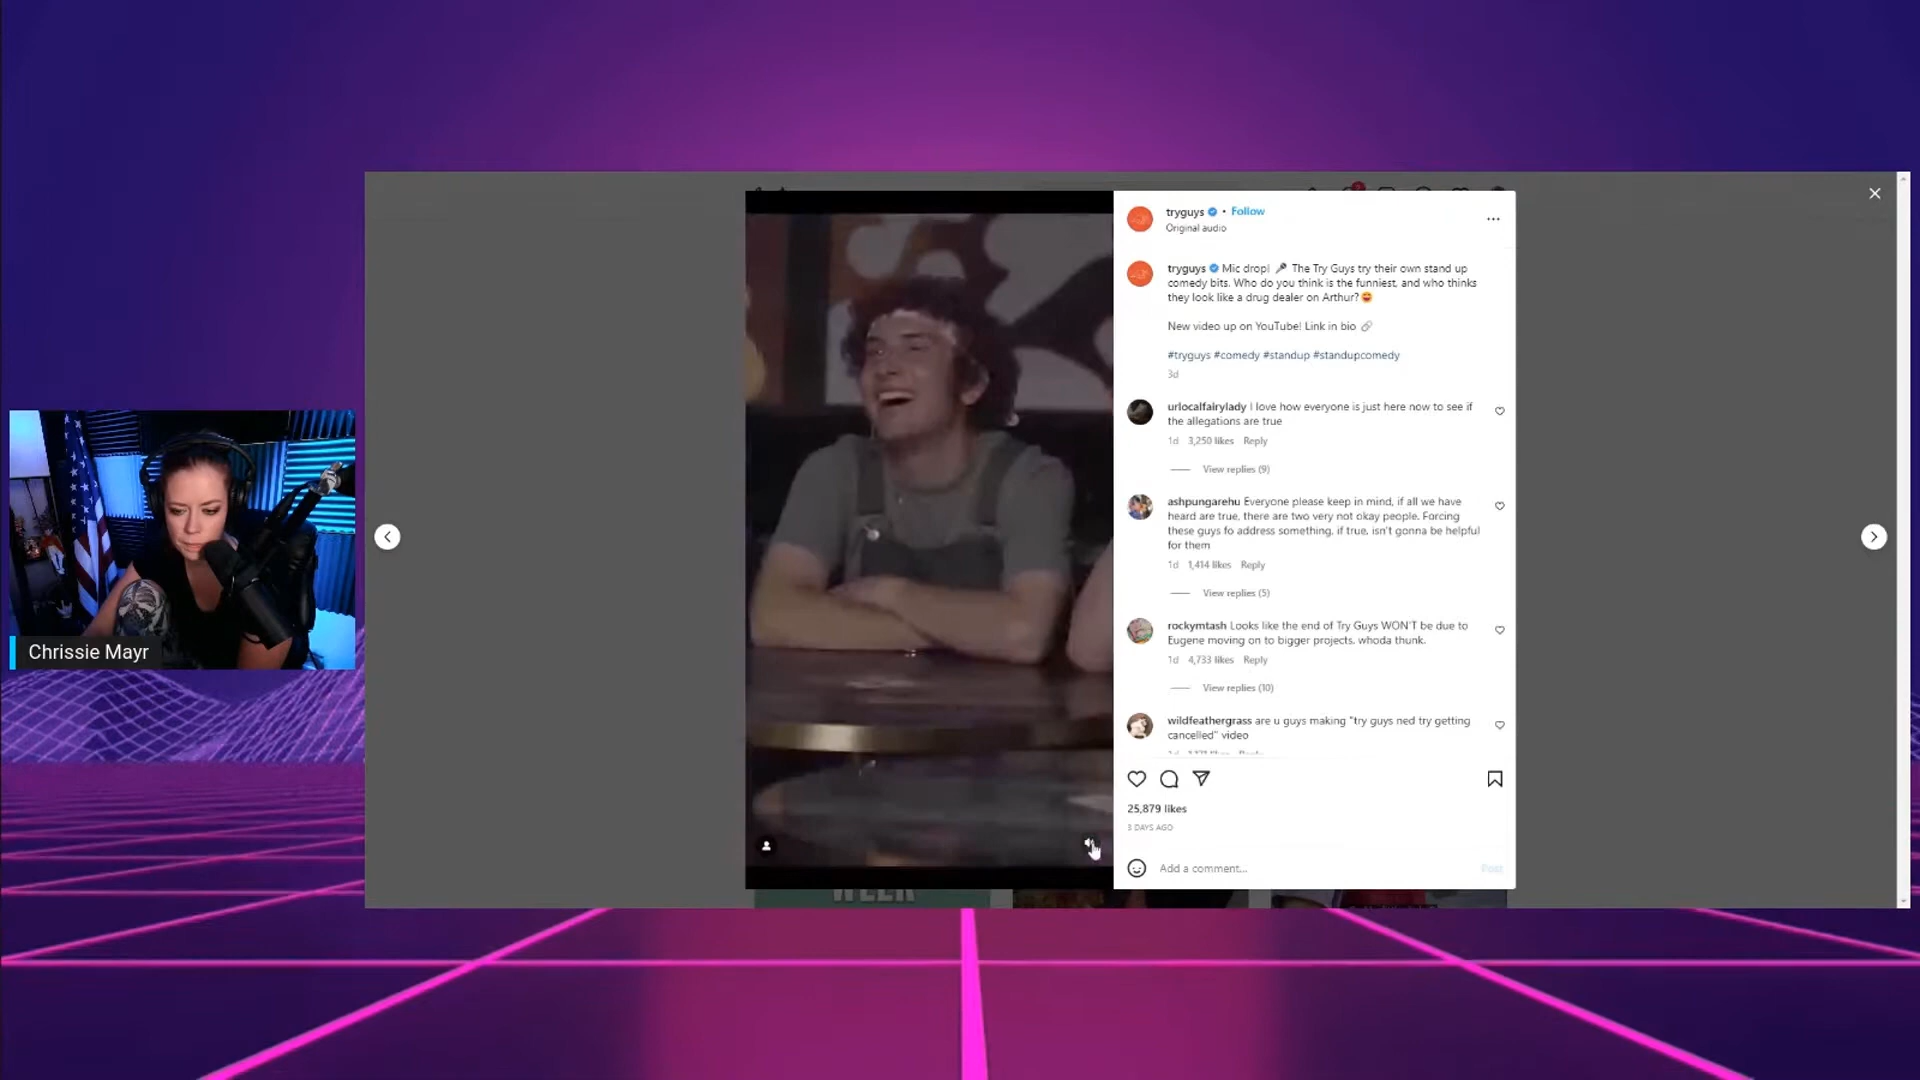 tryguys • Follow
Original audio
tryguys Mic drop! 🎤 The Try Guys try their own stand up
comedy bits. Who do you think is the funniest, and who thinks
they look like a drug dealer on Arthur?🤩
New video up on YouTube! Link in bio 🔗
#tryguys #comedy #standup #standupcomedy
3d
urlocalfairylady I love how everyone is just here now to see if
the allegations are true
1d 3,250 likes Reply
View replies (9)
ashpungarehu Everyone please keep in mind, if all we have
heard are true, there are two very not okay people. Forcing
these guys fo address something, if true, isn't gonna be helpful
for them
1d 1,414 likes Reply
View replies (5)
rockymtash Looks like the end of Try Guys WON'T be due to
Eugene moving on to bigger projects, whoda thunk.
1d 4,733 likes Reply
View replies (10)
wildfeathergrass are u guys making "try guys ned try getting
cancelled" video
25,879 likes
3 DAYS AGO
Add a comment...
Post
Chrissie Mayr
WEEK